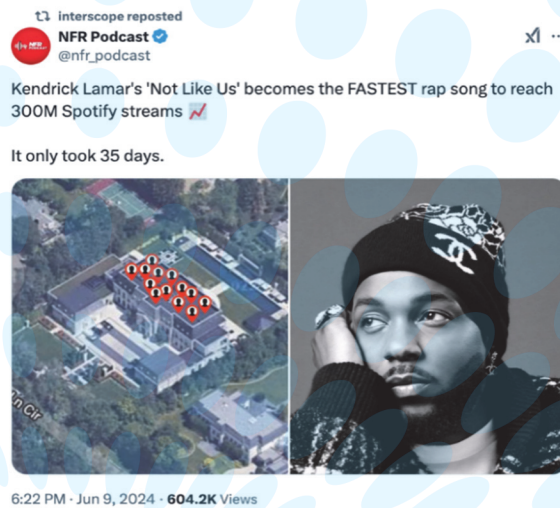 interscope reposted
NFR Podcast
@nfr_podcast
Kendrick Lamar's 'Not Like Us' becomes the FASTEST rap song to reach
300M Spotify streams
It only took 35 days.
6:22 PM · Jun 9, 2024 · 604.2K Views